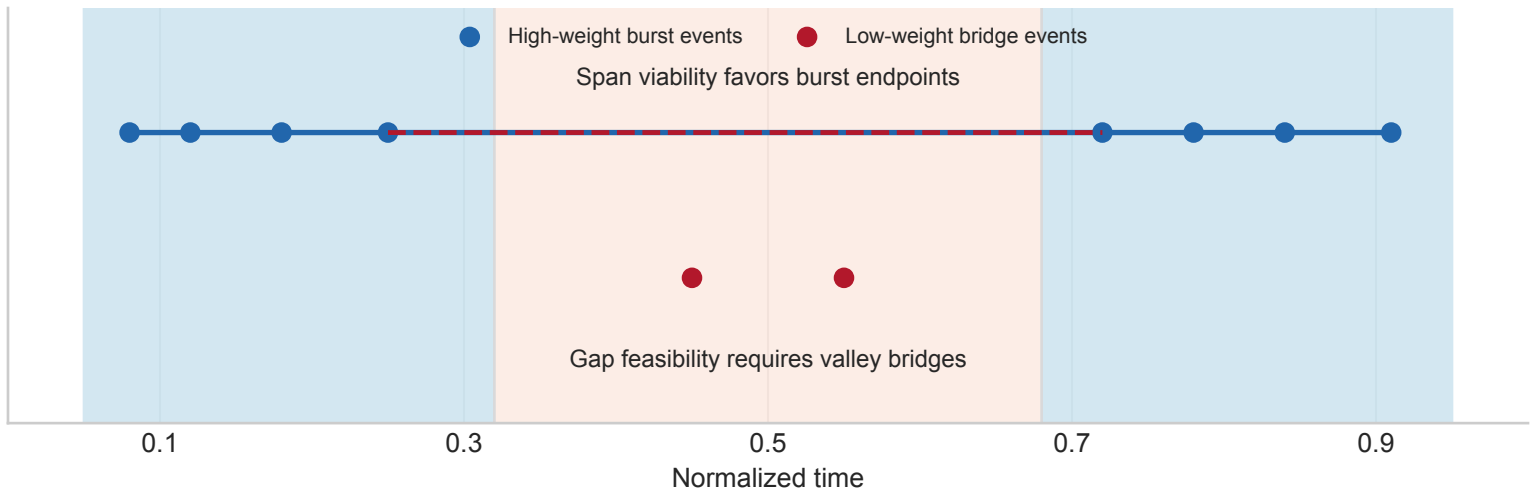 High-weight burst events Low-weight bridge events
Span viability favors burst endpoints
Gap feasibility requires valley bridges
0.1 0.3 0.5 0.7 0.9
Normalized time